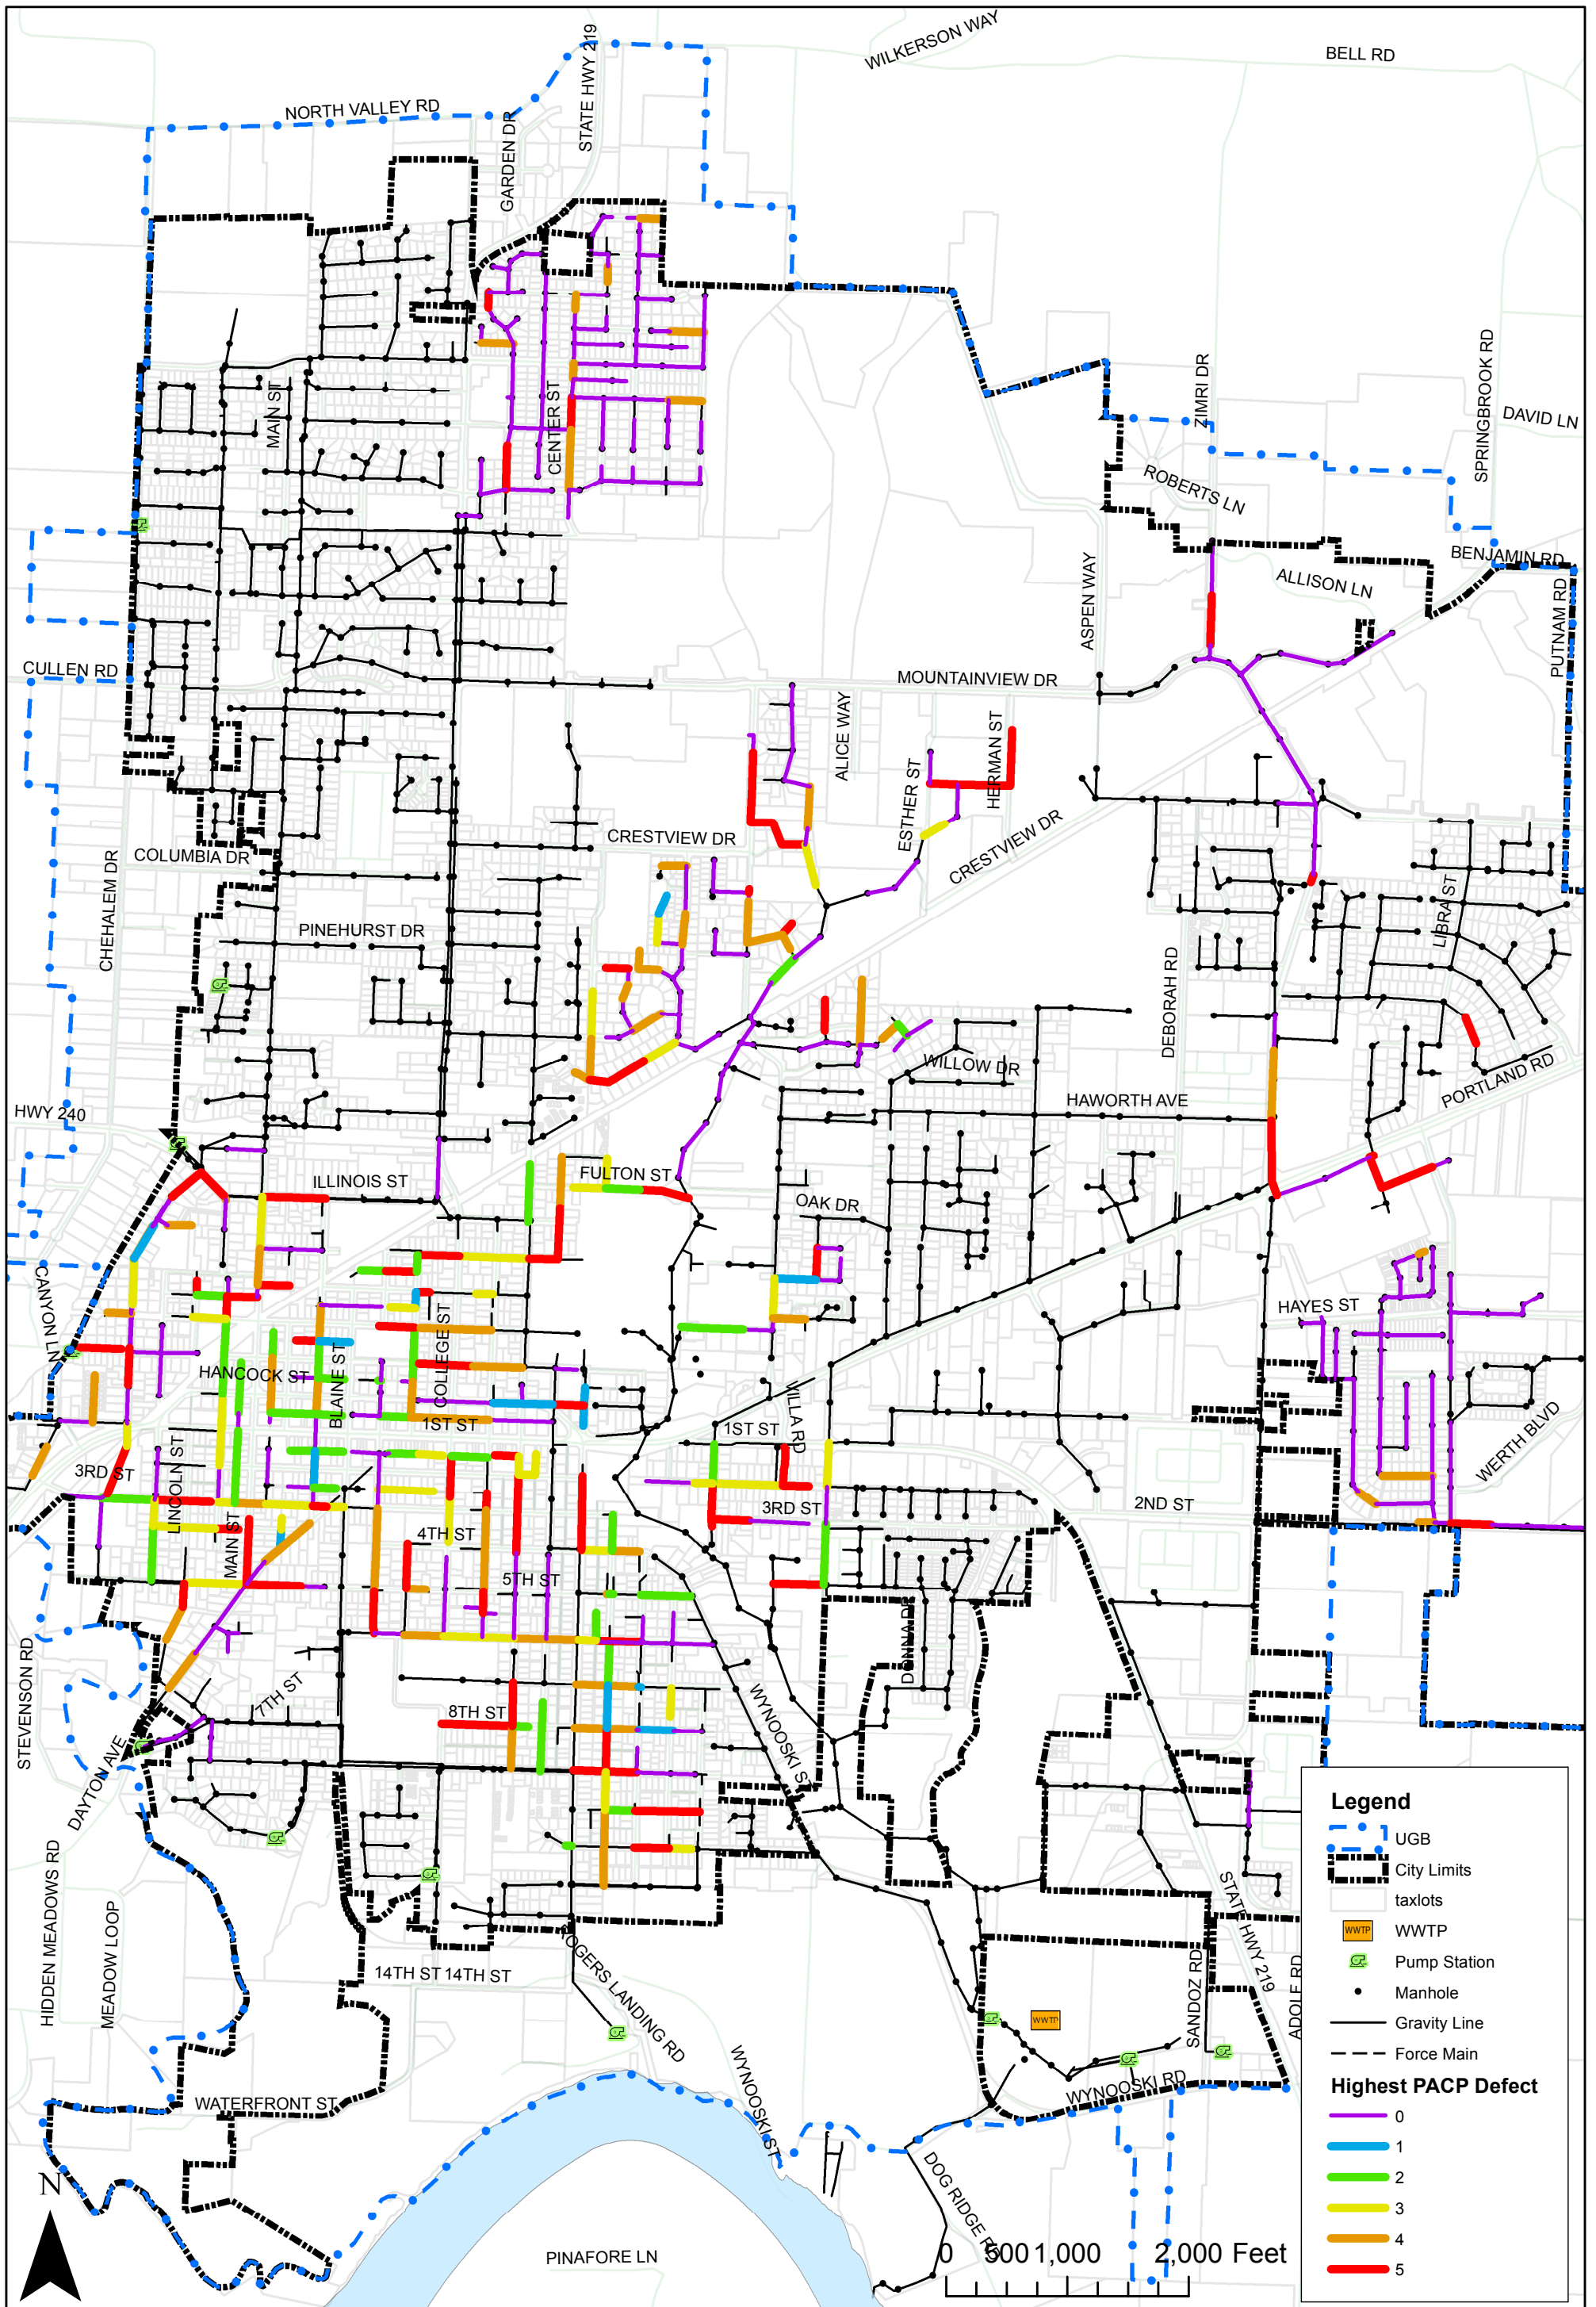 WILKERSON WAY
BELL RD
STATE HWY 219
NORTH VALLEY RD
GARDEN DR
ZIMRI DR
SPRINGBROOK RD
DAVID LN
MAIN ST
CENTER ST
ROBERTS LN
BENJAMIN RD
ASPEN WAY
ALLISON LN
PUTNAM RD
CULLEN RD
MOUNTAINVIEW DR
ALICE WAY
HERMAN ST
ESTHER ST
CRESTVIEW DR
CRESTVIEW DR
COLUMBIA DR
CHEHALEM DR
LIBRA ST
PINEHURST DR
DEBORAH RD
WILLOW DR
PORTLAND RD
HWY 240
HAWORTH AVE
ILLINOIS ST
FULTON ST
OAK DR
CANYON LN
HAYES ST
HANCOCK ST
BLAINE ST
COLLEGE ST
1ST ST
VILLA RD
1ST ST
WERTH BLVD
3RD ST
LINCOLN ST
3RD ST
2ND ST
MAIN ST
4TH ST
5TH ST
DONNA DR
STEVENSON RD
7TH ST
8TH ST
WYNOOSKI ST
DAYTON AVE
HIDDEN MEADOWS RD
MEADOW LOOP
STATE HWY 219
14TH ST 14TH ST
ROGERS LANDING RD
SANDOZ RD
ADOLF RD
WWTP
WYNOOSKI RD
WATERFRONT ST
WYNOOSKI ST
DOG RIDGE RD
PINAFORE LN
N
0 500 1,000 2,000 Feet
Legend
UGB
City Limits
taxlots
WWTP WWTP
Pump Station
Manhole
Gravity Line
Force Main
Highest PACP Defect
0
1
2
3
4
5